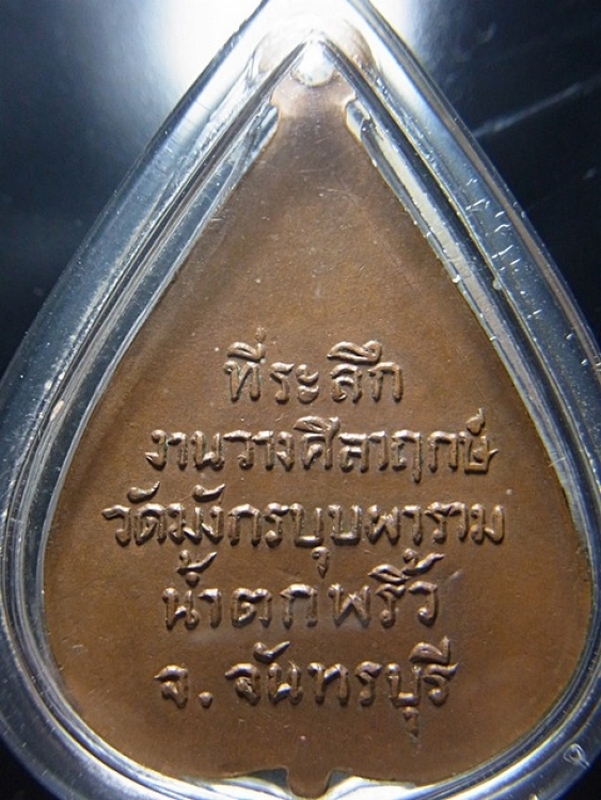 ที่ระลึก
งานวางศิลาฤกษ์
วัดมังกรบุบผาราม
น้ำตกพริ้ว
จ.จันทรบุรี